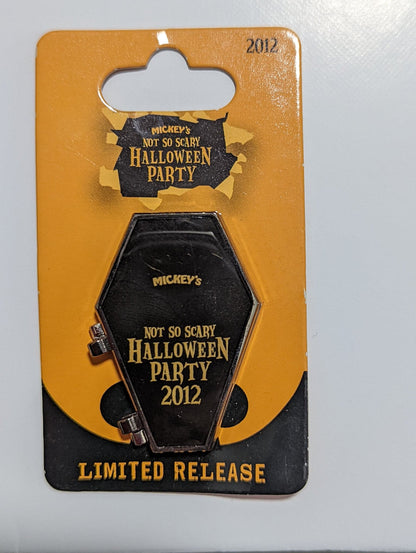 2012
MICKEY'S
NOT SO SCARY
HALLOWEEN
PARTY
MICKEY'S
NOT SO SCARY
HALLOWEEN
PARTY
2012
LIMITED RELEASE